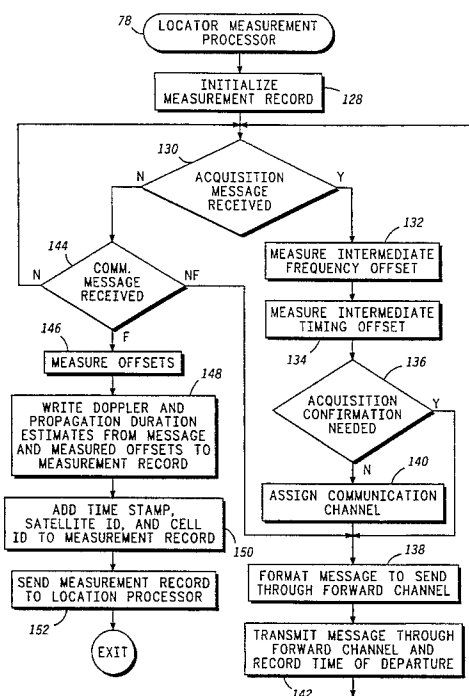 78
LOCATOR MEASUREMENT
PROCESSOR
INITIALIZE
MEASUREMENT RECORD
128
130
N
ACQUISITION
MESSAGE
RECEIVED
Y
144
N
COMM.
MESSAGE
RECEIVED
NF
F
132
MEASURE INTERMEDIATE
FREQUENCY OFFSET
MEASURE INTERMEDIATE
TIMING OFFSET
134
136
ACQUISITION
CONFIRMATION
NEEDED
Y
N
146
MEASURE OFFSETS
148
WRITE DOPPLER AND
PROPAGATION DURATION
ESTIMATES FROM MESSAGE
AND MEASURED OFFSETS TO
MEASUREMENT RECORD
140
ASSIGN COMMUNICATION
CHANNEL
ADD TIME STAMP,
SATELLITE ID, AND CELL
ID TO MEASUREMENT RECORD
150
138
FORMAT MESSAGE TO SEND
THROUGH FORWARD CHANNEL
SEND MEASUREMENT RECORD
TO LOCATION PROCESSOR
152
EXIT
TRANSMIT MESSAGE THROUGH
FORWARD CHANNEL AND
RECORD TIME OF DEPARTURE
142